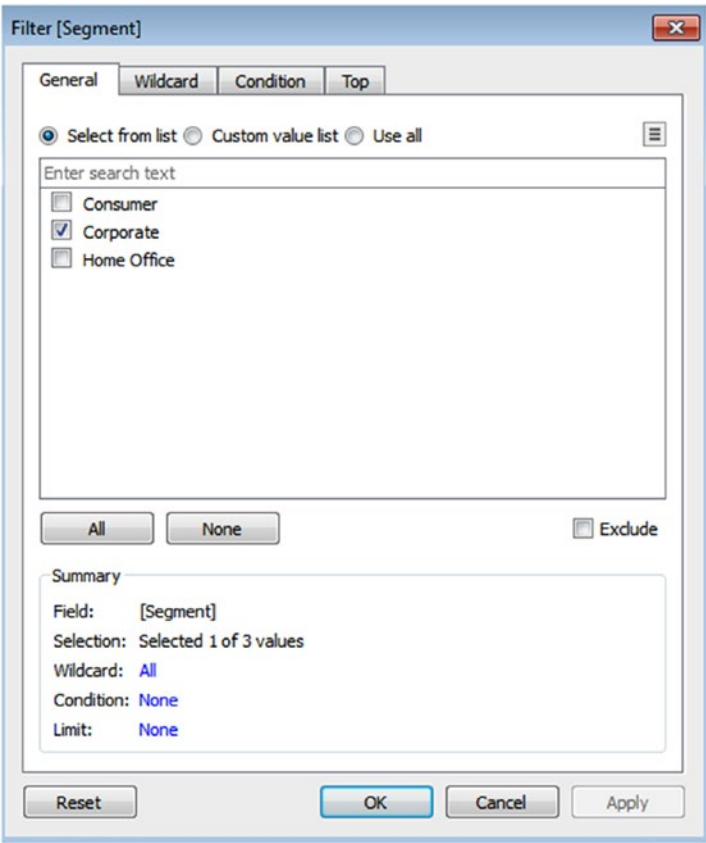 Filter [Segment]
General Wildcard Condition Top
Select from list Custom value list Use all
Enter search text
Consumer
Corporate
Home Office
All None Exclude
Summary
Field: [Segment]
Selection: Selected 1 of 3 values
Wildcard: All
Condition: None
Limit: None
Reset OK Cancel Apply